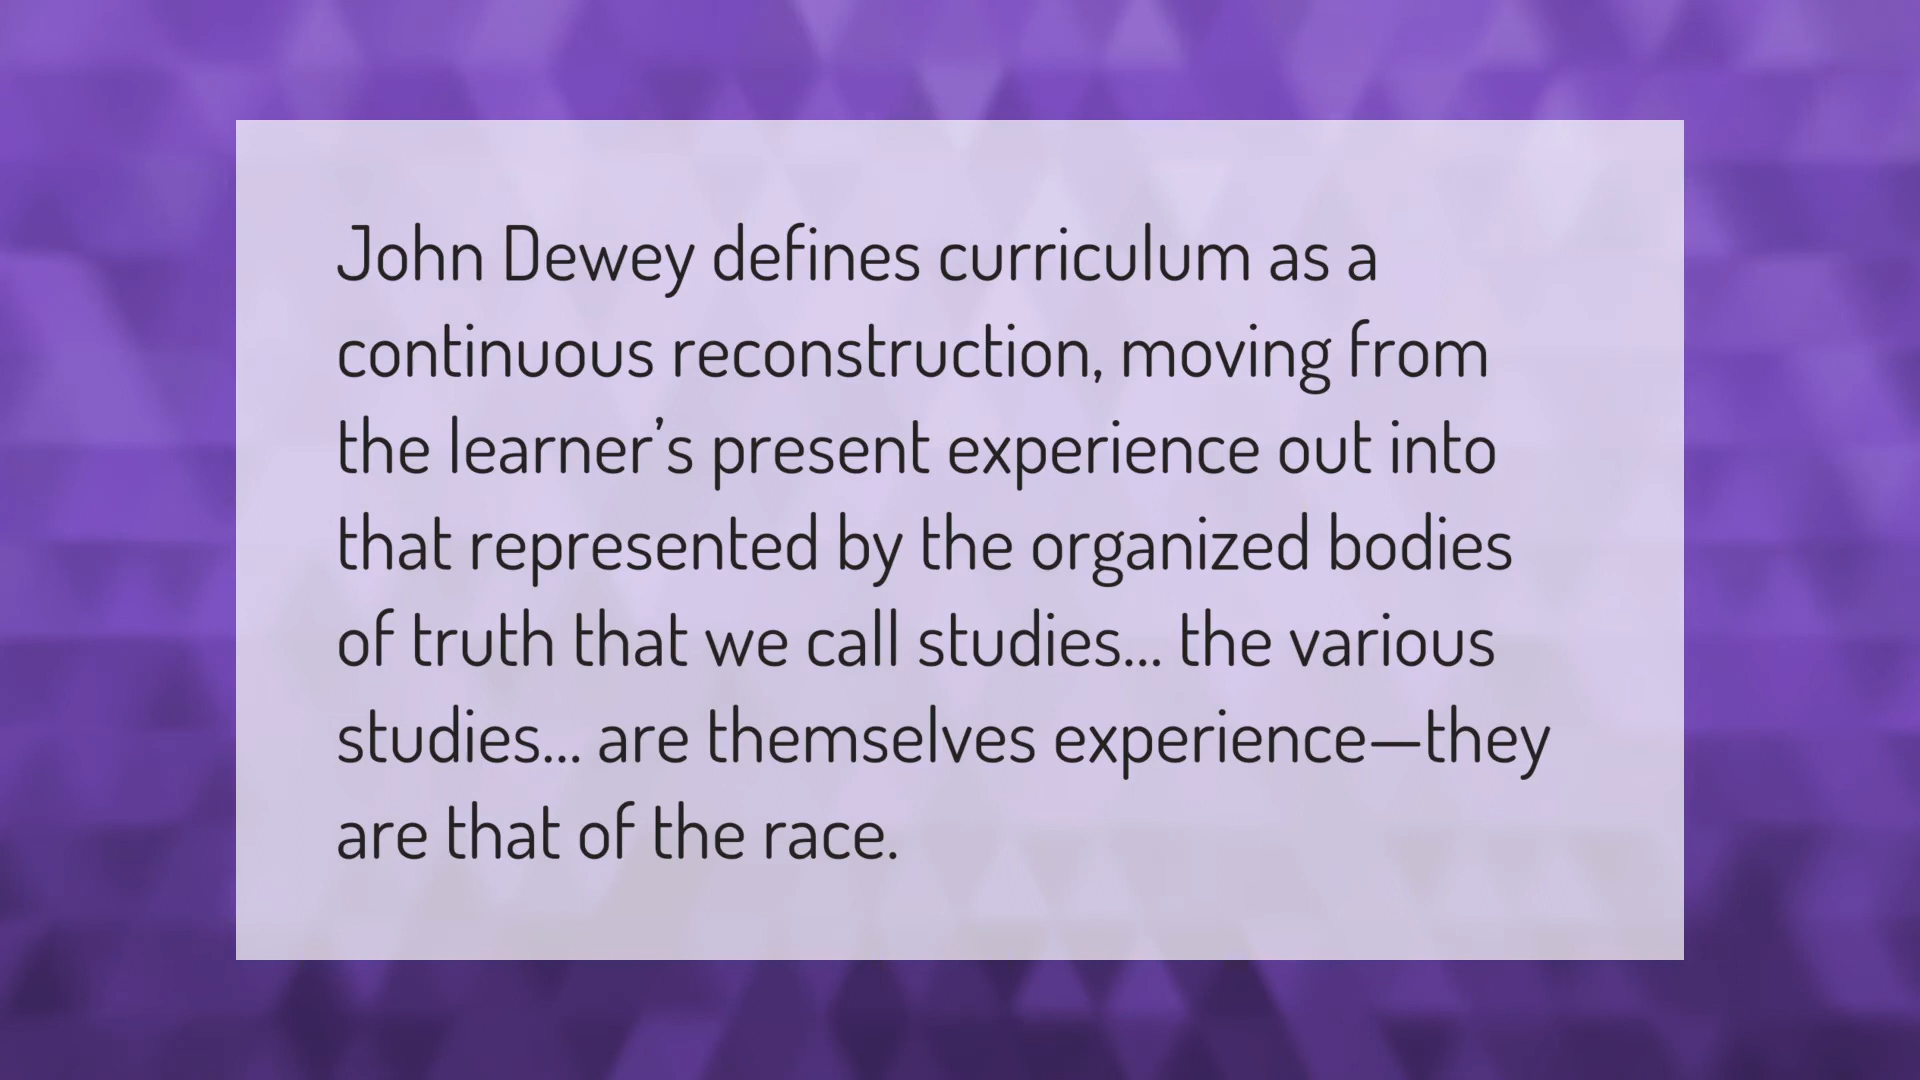 John Dewey defines curriculum as a
continuous reconstruction, moving from
the learner’s present experience out into
that represented by the organized bodies
of truth that we call studies… the various
studies… are themselves experience—they
are that of the race.